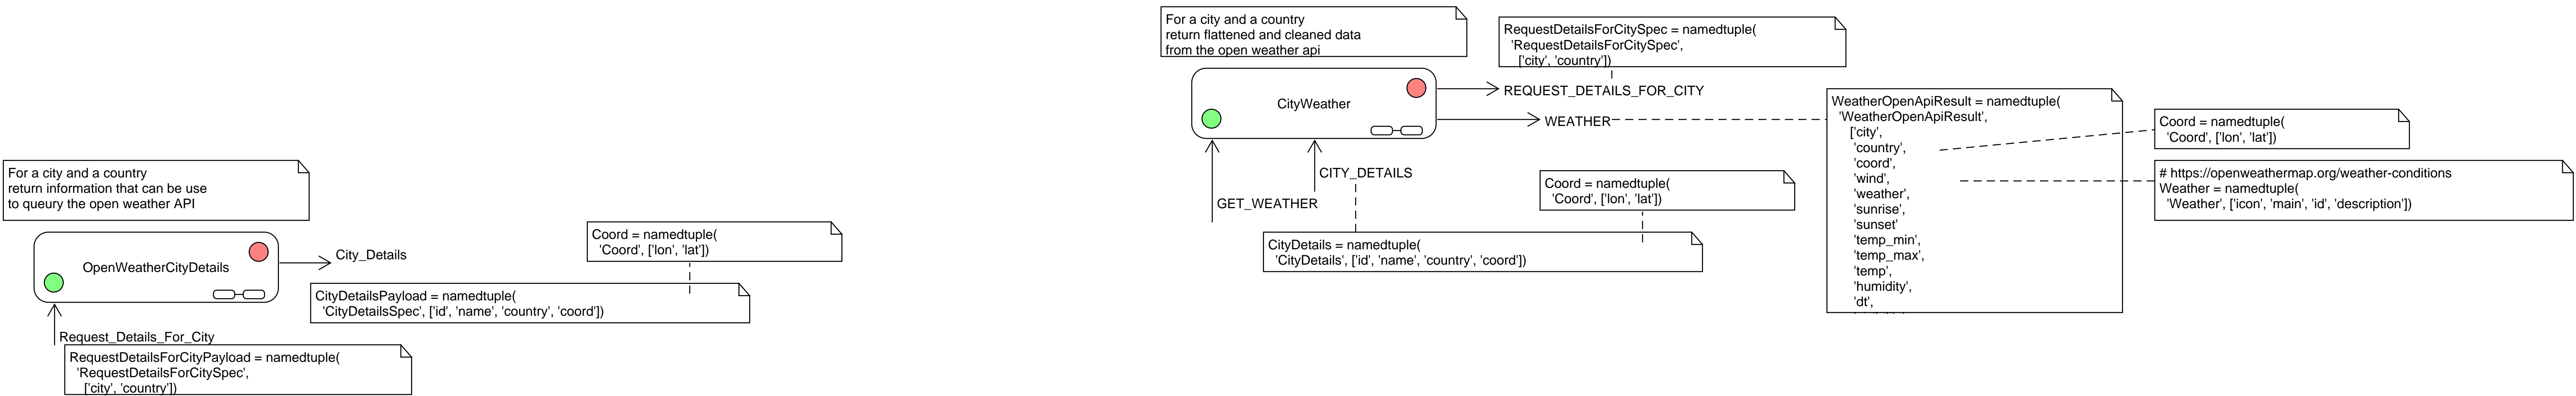 For a city and a country
return information that can be use
to queury the open weather API
OpenWeatherCityDetails
City_Details
Request_Details_For_City
RequestDetailsForCityPayload = namedtuple(
'RequestDetailsForCitySpec',
['city', 'country'])
Coord = namedtuple(
'Coord', ['lon', 'lat'])
CityDetailsPayload = namedtuple(
'CityDetailsSpec', ['id', 'name', 'country', 'coord'])
For a city and a country
return flattened and cleaned data
from the open weather api
CityWeather
RequestDetailsForCitySpec = namedtuple(
'RequestDetailsForCitySpec',
['city', 'country'])
REQUEST_DETAILS_FOR_CITY
WEATHER
CITY_DETAILS
GET_WEATHER
Coord = namedtuple(
'Coord', ['lon', 'lat'])
CityDetails = namedtuple(
'CityDetails', ['id', 'name', 'country', 'coord'])
WeatherOpenApiResult = namedtuple(
'WeatherOpenApiResult',
['city',
'country',
'coord',
'wind',
'weather',
'sunrise',
'sunset'
'temp_min',
'temp_max',
'temp',
'humidity',
'dt',
Coord = namedtuple(
'Coord', ['lon', 'lat'])
# https://openweathermap.org/weather-conditions
Weather = namedtuple(
'Weather', ['icon', 'main', 'id', 'description'])